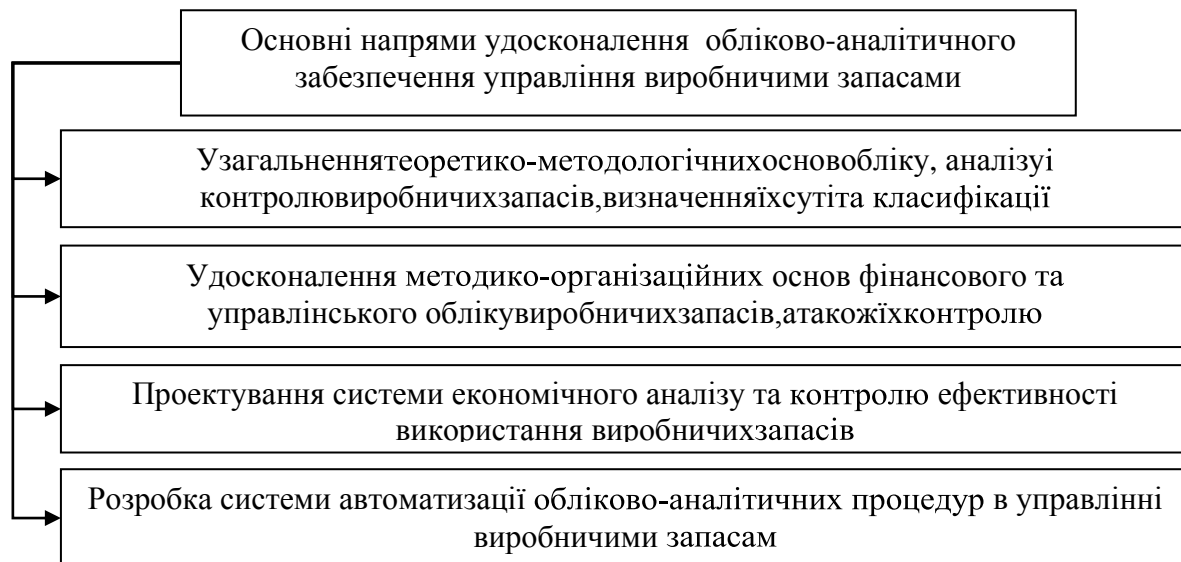 Основні напрями удосконалення обліково-аналітичного
забезпечення управління виробничими запасами
Узагальненнятеоретико-методологічнихосновобліку, аналізуі
контролювиробничихзапасів,визначенняїхсутіта класифікації
Удосконалення методико-організаційних основ фінансового та
управлінського облікувиробничихзапасів,атакожїхконтролю
Проектування системи економічного аналізу та контролю ефективності
використання виробничихзапасів
Розробка системи автоматизації обліково-аналітичних процедур в управлінні
виробничими запасам